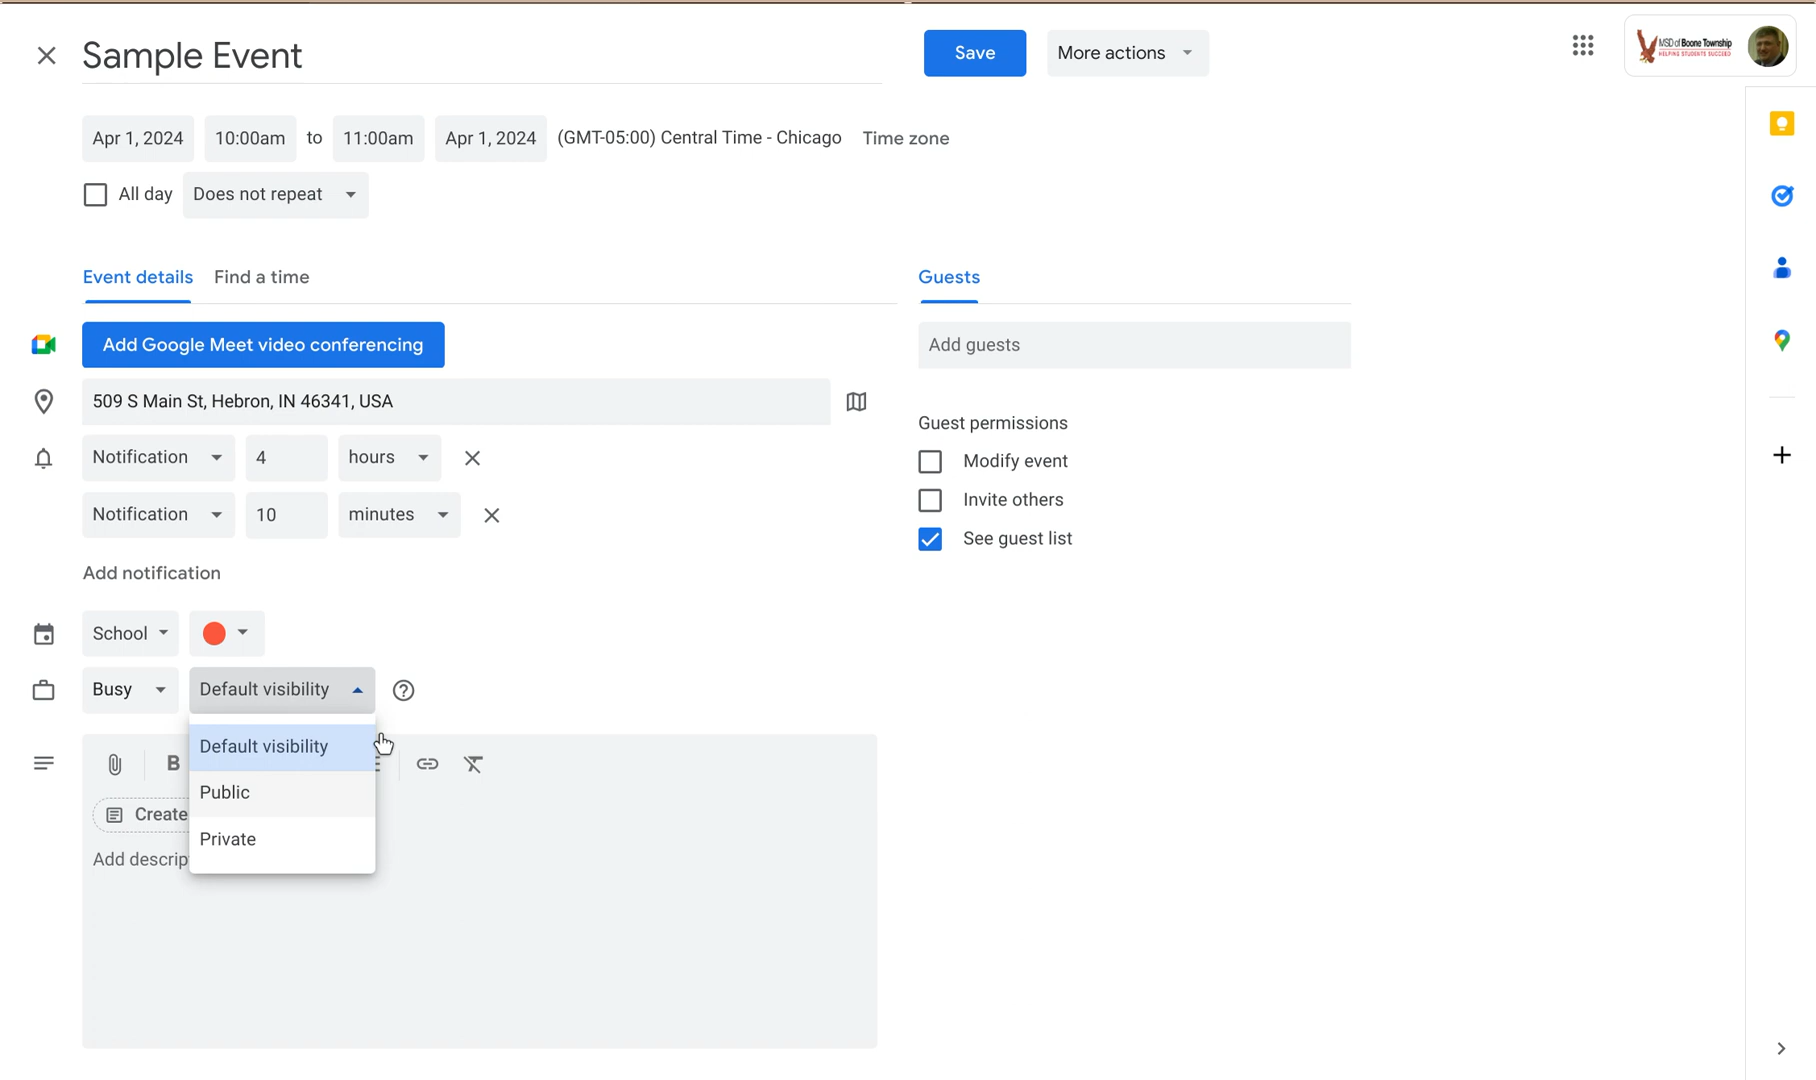 Sample Event
Save
More actions
MSD of Boone Township
HELPING STUDENTS SUCCEED
Apr 1, 2024 10:00am to 11:00am Apr 1, 2024 (GMT-05:00) Central Time - Chicago Time zone
All day Does not repeat
Event details Find a time
Guests
Add Google Meet video conferencing
Add guests
509 S Main St, Hebron, IN 46341, USA
Guest permissions
Notification 4 hours
Modify event
Invite others
Notification 10 minutes
See guest list
Add notification
School
Busy Default visibility
Default visibility
B
Public
Create
Private
Add descrip